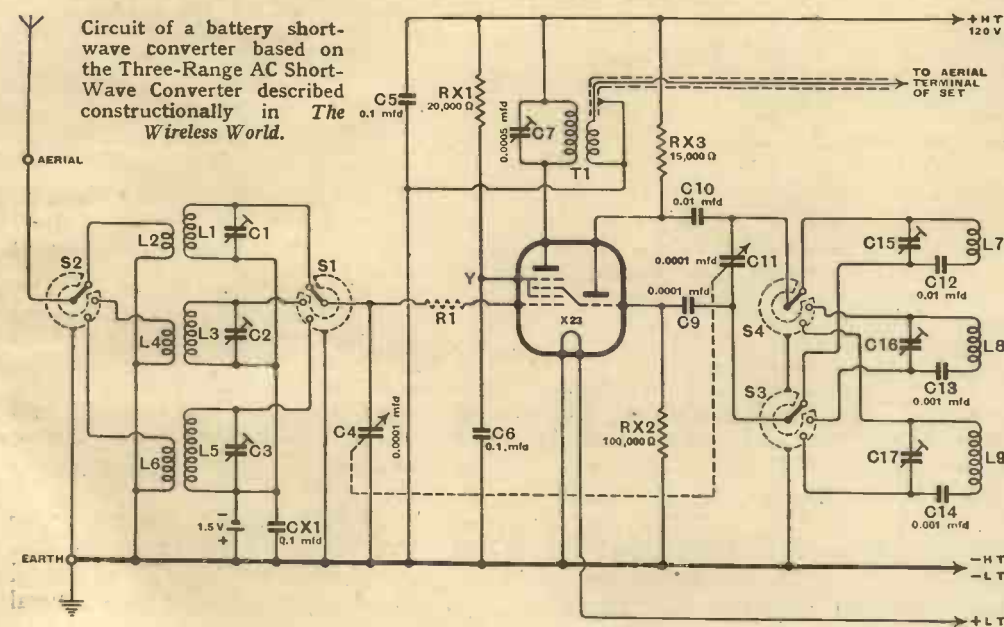 Circuit of a battery short-
wave converter based on
the Three-Range AC Short-
Wave Converter described
constructionally in The
Wireless World.
+HT
120 V
TO AERIAL
TERMINAL
OF SET
C5
0.1 mfd
RX1
20,000 Ω
0.0005 mfd
C7
T1
RX3
15,000 Ω
C10
0.01 mfd
AERIAL
L2
L1
C1
S2
S1
L4
L3
C2
L6
L5
C3
1.5 V
−
+
CX1
0.1 mfd
C4
0.0001 mfd
R1
Y
X23
C6
0.1 mfd
0.0001 mfd
C9
0.0001 mfd
C11
RX2
100,000 Ω
S4
S3
C15
L7
C12
0.01 mfd
C16
L8
C13
0.001 mfd
C17
L9
C14
0.001 mfd
EARTH
−HT
−LT
+LT